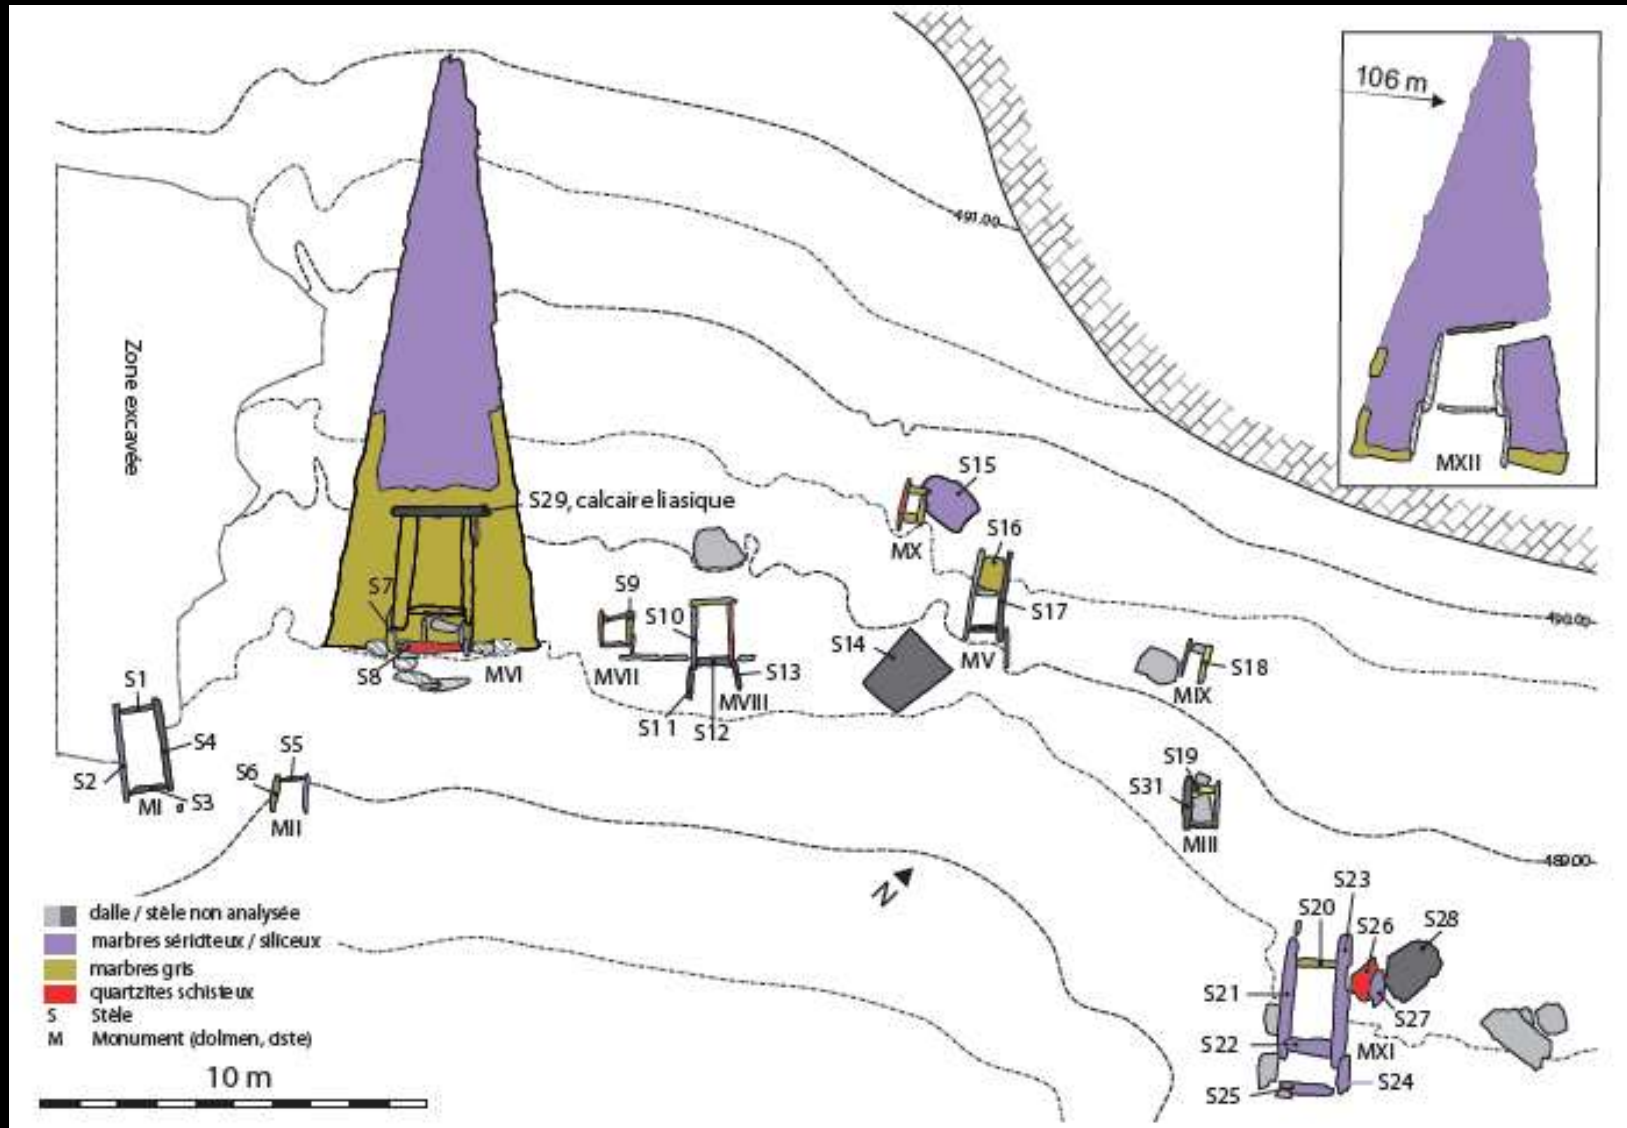 106 m
491.00
Zone excavée
S15
S29, calcaire liasique
MXII
S16
MX
S7
S9
S10
S17
S14
MV
S8
MVI
MVII
S13
S18
MVIII
MIX
S1
S11
S12
490.00
S4
S5
S2
S6
S19
MI
S3
S31
MII
MIII
489.00
N
S23
S20
S26
S28
dalle / stèle non analysée
marbres sériciteux / siliceux
marbres gris
quartzites schisteux
S Stèle
M Monument (dolmen, ciste)
S21
S27
S22
MXI
10 m
S24
S25